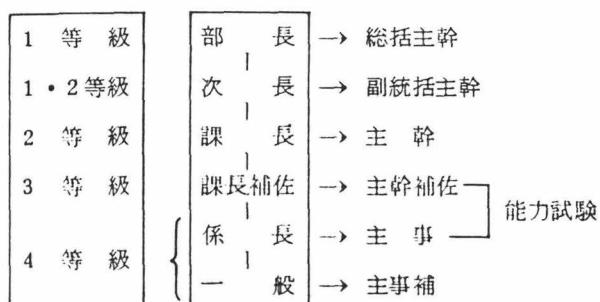 1 等級 部長 → 総括主幹
1・2等級 次長 → 副統括主幹
2 等級 課長 → 主幹
3 等級 課長補佐 → 主幹補佐
能力試験
係長 → 主事
4 等級
一般 → 主事補